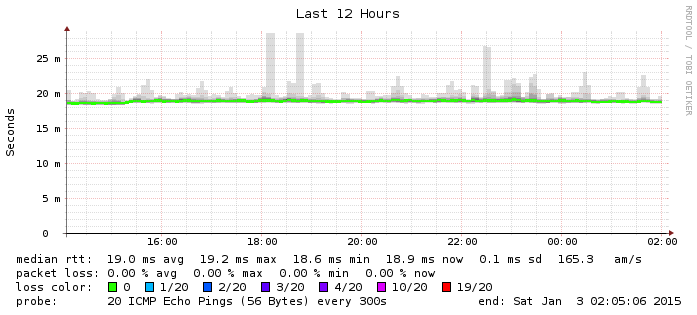 Last 12 Hours
RRDTOOL / TOBI OETIKER
Seconds
25 m
20 m
15 m
10 m
5 m
0
16:00 18:00 20:00 22:00 00:00 02:00
median rtt: 19.0 ms avg 19.2 ms max 18.6 ms min 18.9 ms now 0.1 ms sd 165.3 am/s
packet loss: 0.00 % avg 0.00 % max 0.00 % min 0.00 % now
loss color: 0 1/20 2/20 3/20 4/20 10/20 19/20
probe: 20 ICMP Echo Pings (56 Bytes) every 300s end: Sat Jan 3 02:05:06 2015